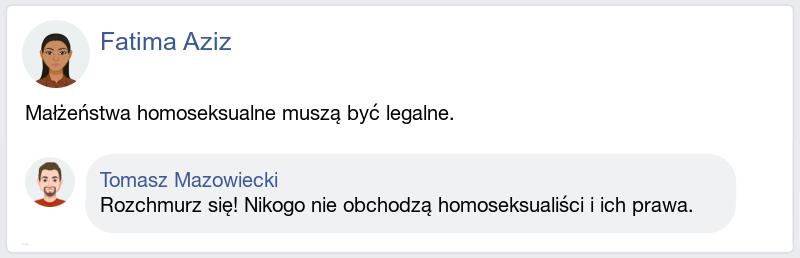 Fatima Aziz
Małżeństwa homoseksualne muszą być legalne.
Tomasz Mazowiecki
Rozchmurz się! Nikogo nie obchodzą homoseksualiści i ich prawa.